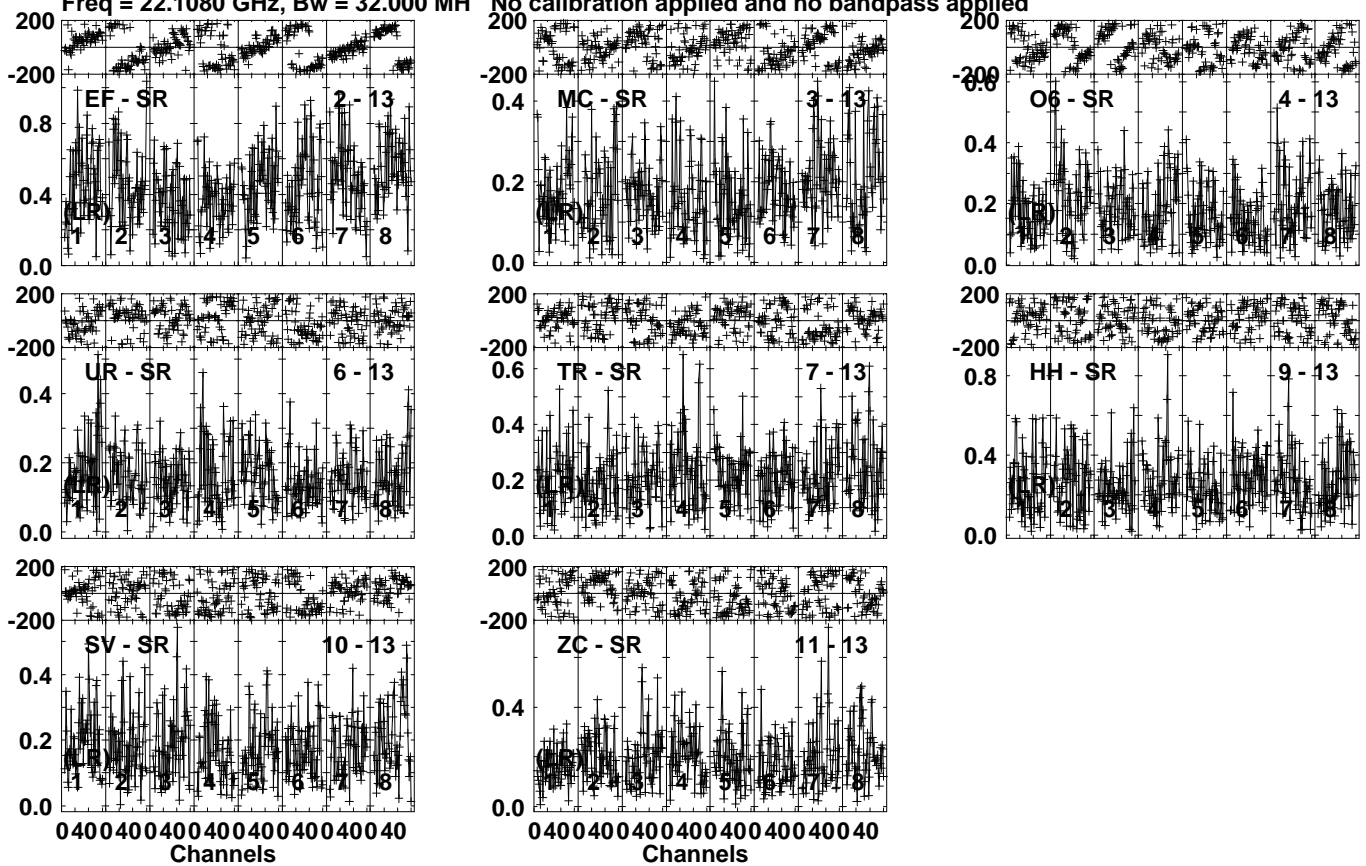 Freq = 22.1080 GHz, Bw = 32.000 MH No calibration applied and no bandpass applied
200
-200
EF - SR 2 - 13
0.8
0.4
0.0
(LR)
1 2 3 4 5 6 7 8
200
-200
MC - SR 3 - 13
0.4
0.2
0.0
(LR)
1 2 3 4 5 6 7 8
200
-200
0.6
O6 - SR 4 - 13
0.4
0.2
0.0
(LR)
1 2 3 4 5 6 7 8
200
-200
UR - SR 6 - 13
0.4
0.2
0.0
(LR)
1 2 3 4 5 6 7 8
200
-200
TR - SR 7 - 13
0.6
0.4
0.2
0.0
(LR)
1 2 3 4 5 6 7 8
200
-200
HH - SR 9 - 13
0.8
0.4
0.0
(LR)
1 2 3 4 5 6 7 8
200
-200
SV - SR 10 - 13
0.4
0.2
0.0
(LR)
1 2 3 4 5 6 7 8
0 40 0 40 0 40 0 40 0 40 0 40 0 40 0 40
Channels
200
-200
ZC - SR 11 - 13
0.4
0.0
(LR)
1 2 3 4 5 6 7 8
0 40 0 40 0 40 0 40 0 40 0 40 0 40 0 40
Channels